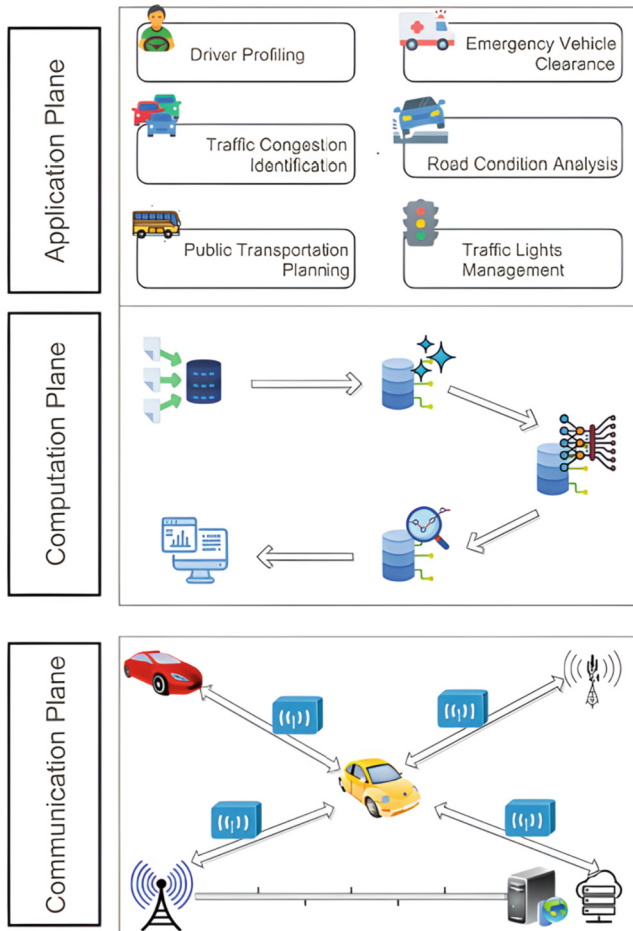 Application Plane
Driver Profiling
Emergency Vehicle
Clearance
Traffic Congestion
Identification
Road Condition Analysis
Public Transportation
Planning
Traffic Lights
Management
Computation Plane
Communication Plane